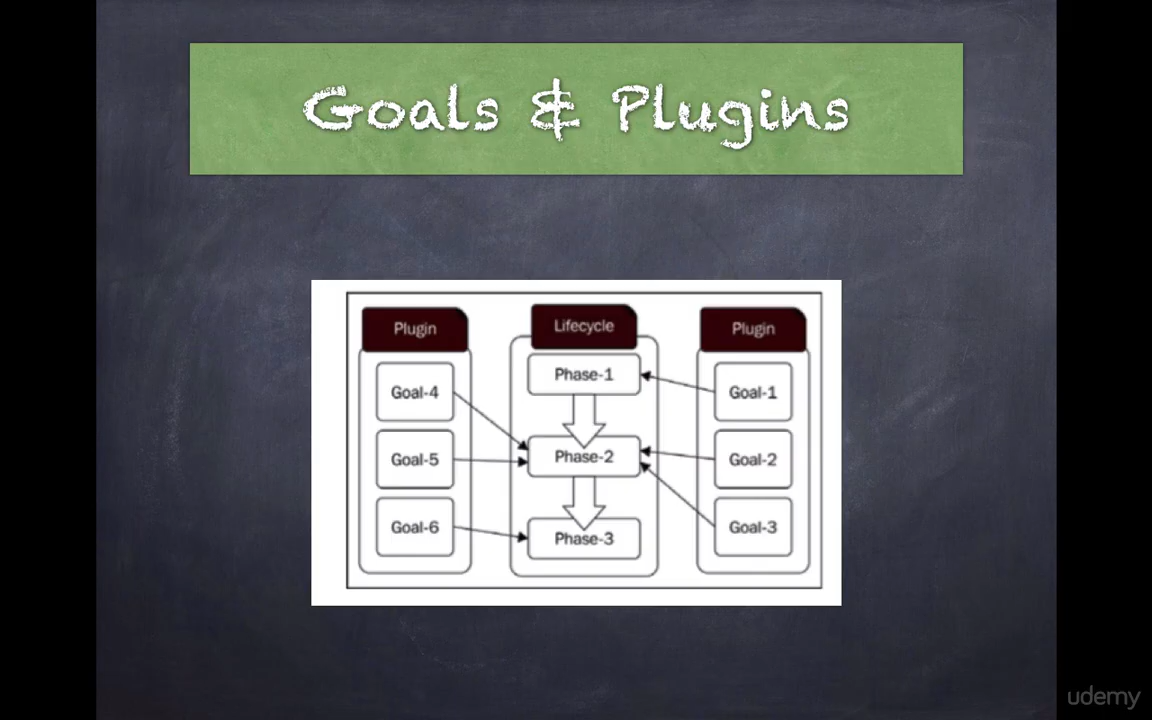 Goals & Plugins
Plugin
Goal-4
Goal-5
Goal-6
Lifecycle
Phase-1
Phase-2
Phase-3
Plugin
Goal-1
Goal-2
Goal-3
udemy